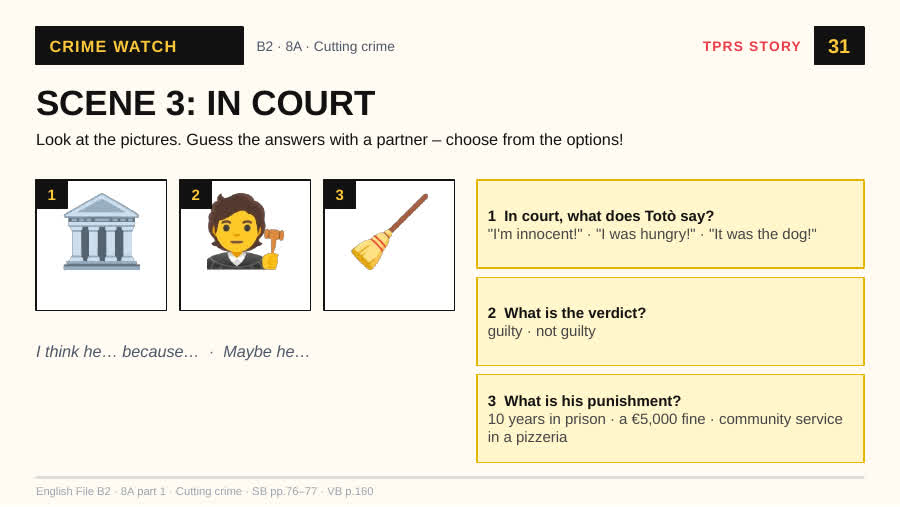 CRIME WATCH
B2 · 8A · Cutting crime
TPRS STORY
31
SCENE 3: IN COURT
Look at the pictures. Guess the answers with a partner – choose from the options!
1
2
3
I think he… because…  ·  Maybe he…
1  In court, what does Totò say?
"I'm innocent!" · "I was hungry!" · "It was the dog!"
2  What is the verdict?
guilty · not guilty
3  What is his punishment?
10 years in prison · a €5,000 fine · community service
in a pizzeria
English File B2 · 8A part 1 · Cutting crime · SB pp.76–77 · VB p.160